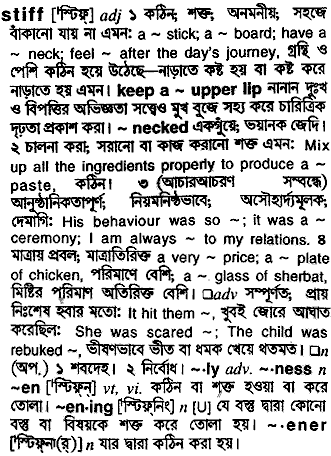 stiff ['স্টিফ্] adj ১ কঠিন; শক্ত; অনমনীয়; সহজে
বাঁকানো যায় না এমন: a ~ stick; a ~ board; have a
~ neck; feel ~ after the day's journey, গ্রন্থি ও
পেশি কঠিন হয়ে উঠেছে—নাড়াতে কষ্ট হয় বা কষ্ট করে
নাড়াতে হয় এমন। keep a ~ upper lip নানান দুঃখ
ও বিপত্তির অভিজ্ঞতা সত্ত্বেও মুখ বুজে সহ্য করে চারিত্রিক
দৃঢ়তা প্রকাশ করা। ~ necked একগুঁয়ে; ভয়ানক জেদি।
২ চালনা করা; সরানো বা কাজ করানো শক্ত এমন: Mix
up all the ingredients properly to produce a ~
paste, কঠিন। ৩ (আচারআচরণ সম্বন্ধে)
আনুষ্ঠানিকতাপূর্ণ; নিয়মনিষ্ঠভাবে; অসৌহার্দ্যমূলক;
দেমাগি: His behaviour was so ~; it was a ~
ceremony; I am always ~ to my relations. ৪
মাত্রায় প্রবল; মাত্রাতিরিক্ত a very ~ price; a ~ plate
of chicken, পরিমাণে বেশি; a ~ glass of sherbat,
মিষ্টির পরিমাণ অতিরিক্ত বেশি। □adv সম্পূর্ণত; প্রায়
নিঃশেষ হবার মতো: It hit them ~, খুবই জোরে আঘাত
করেছিল: She was scared ~; The child was
rebuked ~, ভীষণভাবে ভীত বা ধমক খেয়ে থতমত। □n
(অপ.) ১ শবদেহ। ২ নির্বোধ। ~·ly adv. ~·ness n
~en ['স্টিফ্‌ন্] vt, vi. কঠিন বা শক্ত হওয়া বা করে
তোলা। ~en·ing ['স্টিফ্‌নিং] n [U] যে বস্তু দ্বারা কোনো
বস্তু বা বিষয়কে শক্ত করে তোলা হয়। ~·ener
['স্টিফ্‌না(র্)] n যার দ্বারা কঠিন করা হয়।